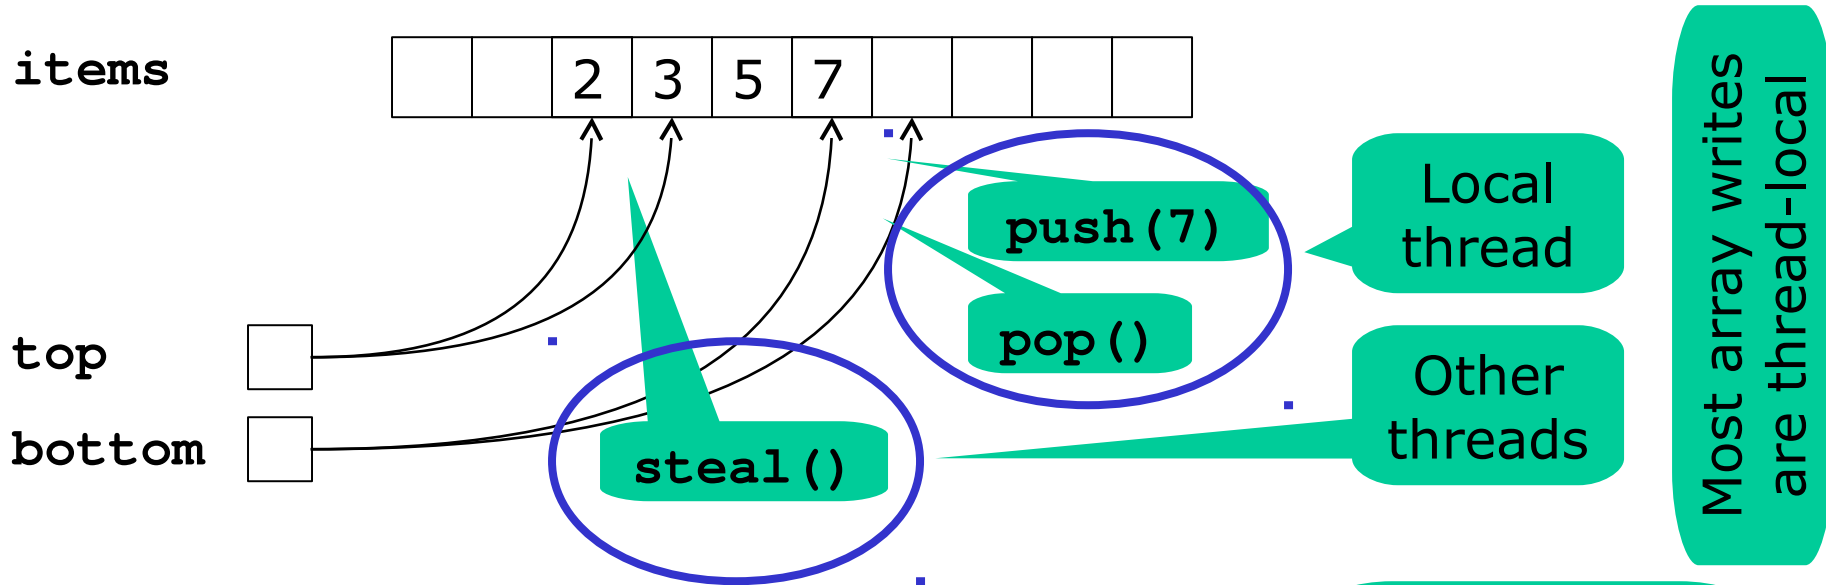 items
2 3 5 7
push(7)
Local
thread
pop()
top
Other
threads
bottom
steal()
Most array writes
are thread-local